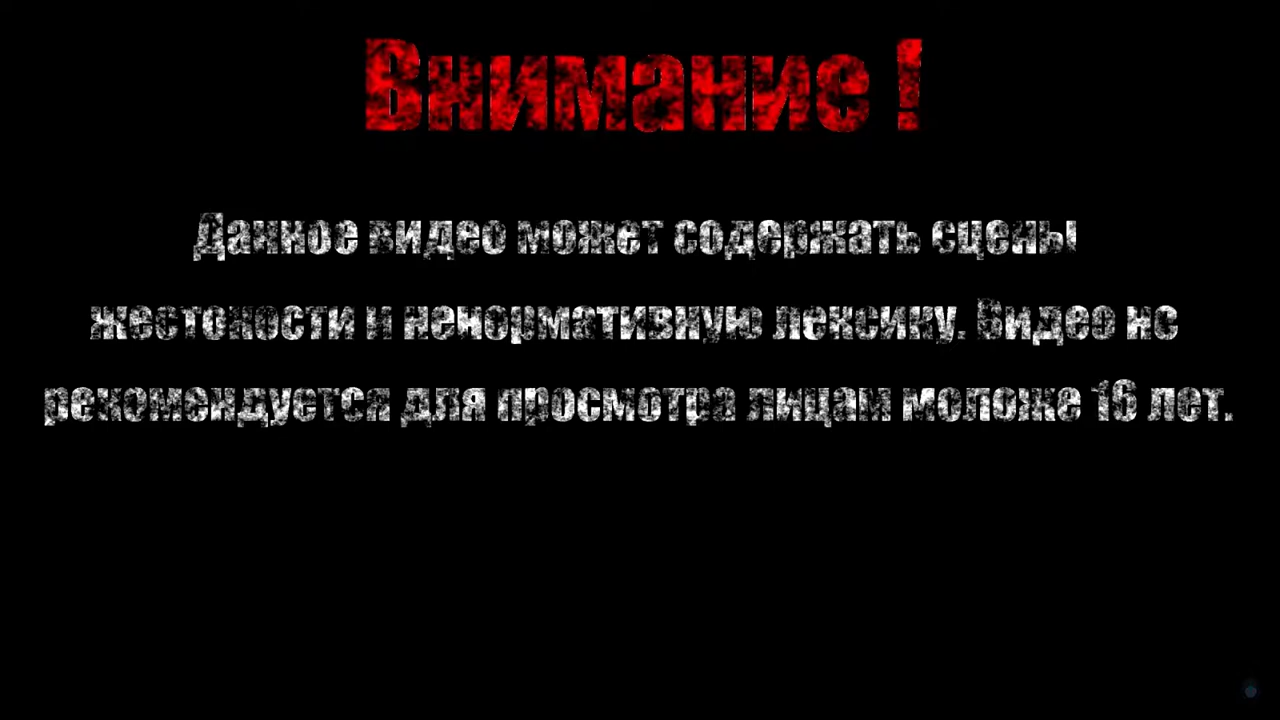 Внимание !
Данное видео может содержать сцены
жестокости и ненормативную лексику. Видео не
рекомендуется для просмотра лицам моложе 16 лет.